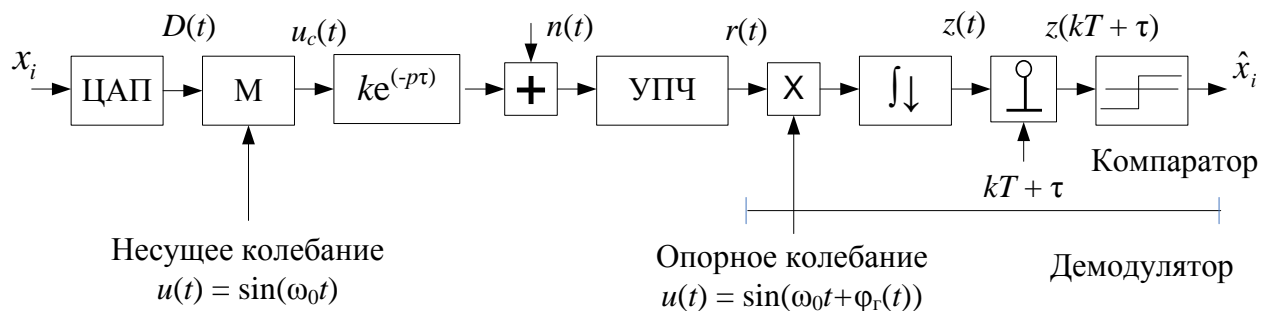 D(t) u_c(t) n(t) r(t) z(t) z(kT + τ)
x_i ЦАП М ke^(-pτ) + УПЧ X ∫↓ x̂_i
Компаратор
kT + τ
Несущее колебание
u(t) = sin(ω₀t)
Опорное колебание
u(t) = sin(ω₀t+φ_г(t))
Демодулятор